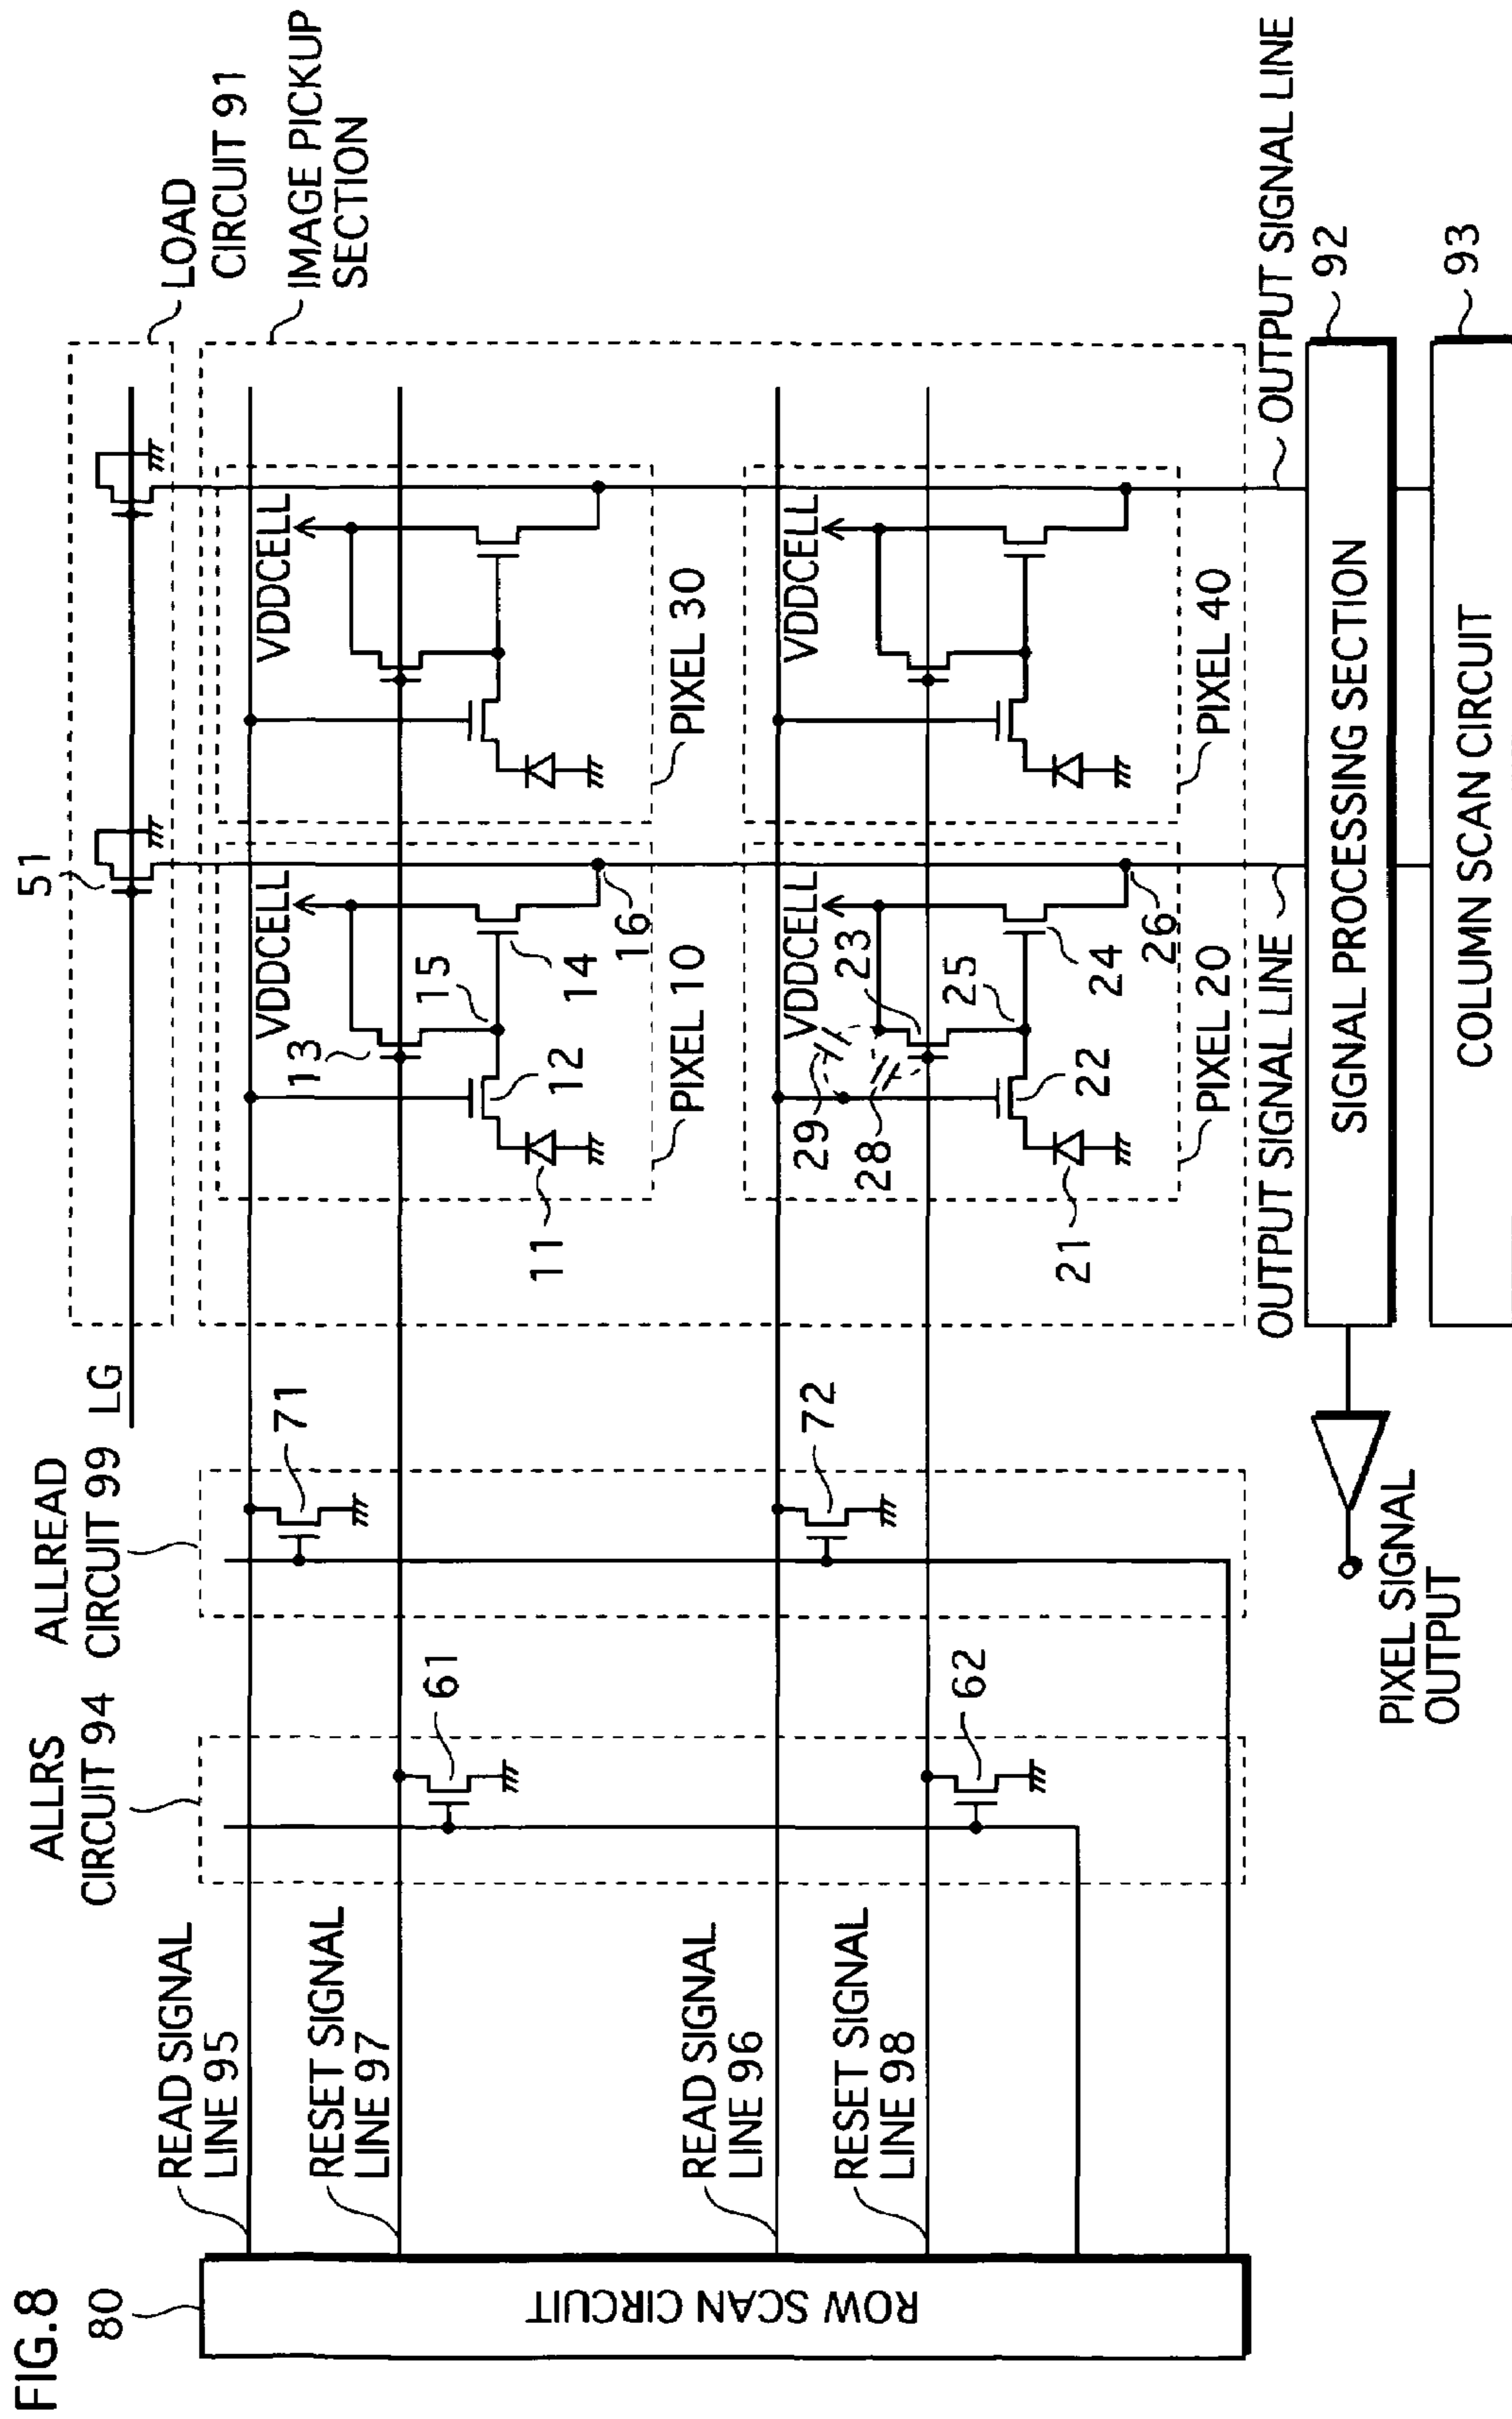 FIG.8
80
ROW SCAN CIRCUIT
READ SIGNAL
LINE 95
RESET SIGNAL
LINE 97
READ SIGNAL
LINE 96
RESET SIGNAL
LINE 98
ALLRS
CIRCUIT 94
61
62
ALLREAD
CIRCUIT 99
71
72
LG
51
LOAD
CIRCUIT 91
IMAGE PICKUP
SECTION
VDDCELL
13
15
12
14
16
11
PIXEL 10
VDDCELL
PIXEL 30
VDDCELL
29
28
23
25
22
24
26
21
PIXEL 20
VDDCELL
PIXEL 40
OUTPUT SIGNAL LINE
OUTPUT SIGNAL LINE
SIGNAL PROCESSING SECTION
92
COLUMN SCAN CIRCUIT
93
PIXEL SIGNAL
OUTPUT